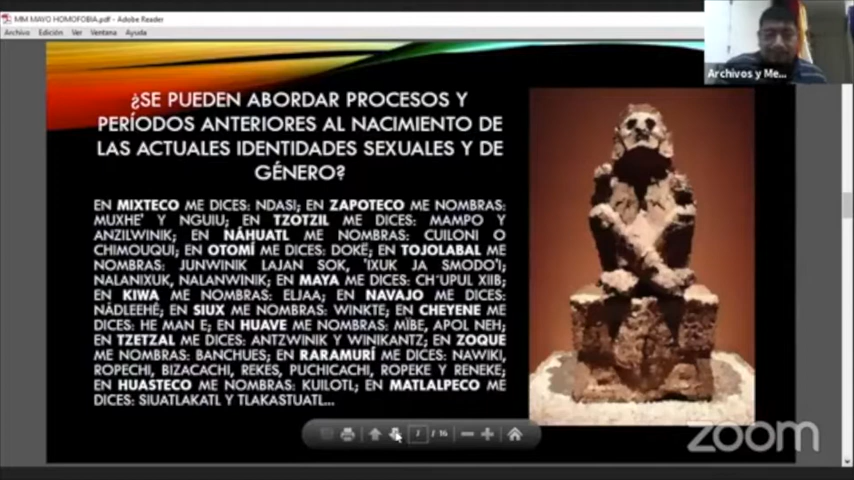 MM MAYO HOMOFOBIA.pdf - Adobe Reader
Archivo Edición Ver Ventana Ayuda
Archivos y Me...
¿SE PUEDEN ABORDAR PROCESOS Y
PERÍODOS ANTERIORES AL NACIMIENTO DE
LAS ACTUALES IDENTIDADES SEXUALES Y DE
GÉNERO?
EN MIXTECO ME DICES: NDASI; EN ZAPOTECO ME NOMBRAS:
MUXHE' Y NGUIU; EN TZOTZIL ME DICES: MAMPO Y
ANZILWINIK; EN NÁHUATL ME NOMBRAS: CUILONI O
CHIMOUQUI; EN OTOMÍ ME DICES: DOKË; EN TOJOLABAL ME
NOMBRAS: JUNWINIK LAJAN SOK, 'IXUK JA SMODO'I;
NALANIXUK, NALANWINIK; EN MAYA ME DICES: CH´UPUL XIIB;
EN KIWA ME NOMBRAS: ELJAA; EN NAVAJO ME DICES:
NÁDLEEHÉ; EN SIUX ME NOMBRAS: WINKTE; EN CHEYENE ME
DICES: HE MAN E; EN HUAVE ME NOMBRAS: MÏBE, APOL NEH;
EN TZETZAL ME DICES: ANTZWINIK Y WINIKANTZ; EN ZOQUE
ME NOMBRAS: BANCHUES; EN RARAMURÍ ME DICES: NAWIKI,
ROPECHI, BIZACACHI, REKÉS, PUCHICACHI, ROPEKE Y RENEKE;
EN HUASTECO ME NOMBRAS: KUILOTL; EN MATLALPECO ME
DICES: SIUATLAKATL Y TLAKASTUATL...
7 / 16
zoom